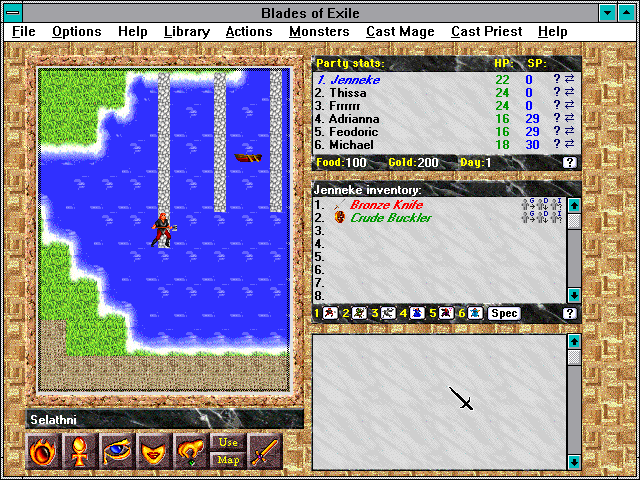 Blades of Exile
File Options Help Library Actions Monsters Cast Mage Cast Priest Help
Party stats: HP: SP:
1. Jenneke 22 0 ?
2. Thissa 24 0 ?
3. Frrrrrr 24 0 ?
4. Adrianna 16 29 ?
5. Feodoric 16 29 ?
6. Michael 18 30 ?
Food:100 Gold:200 Day:1 ?
Jenneke inventory:
1. Bronze Knife G D I
2. Crude Buckler G D I
3.
4.
5.
6.
7.
8.
1 2 3 4 5 6 Spec ?
Selathni
Use
Map